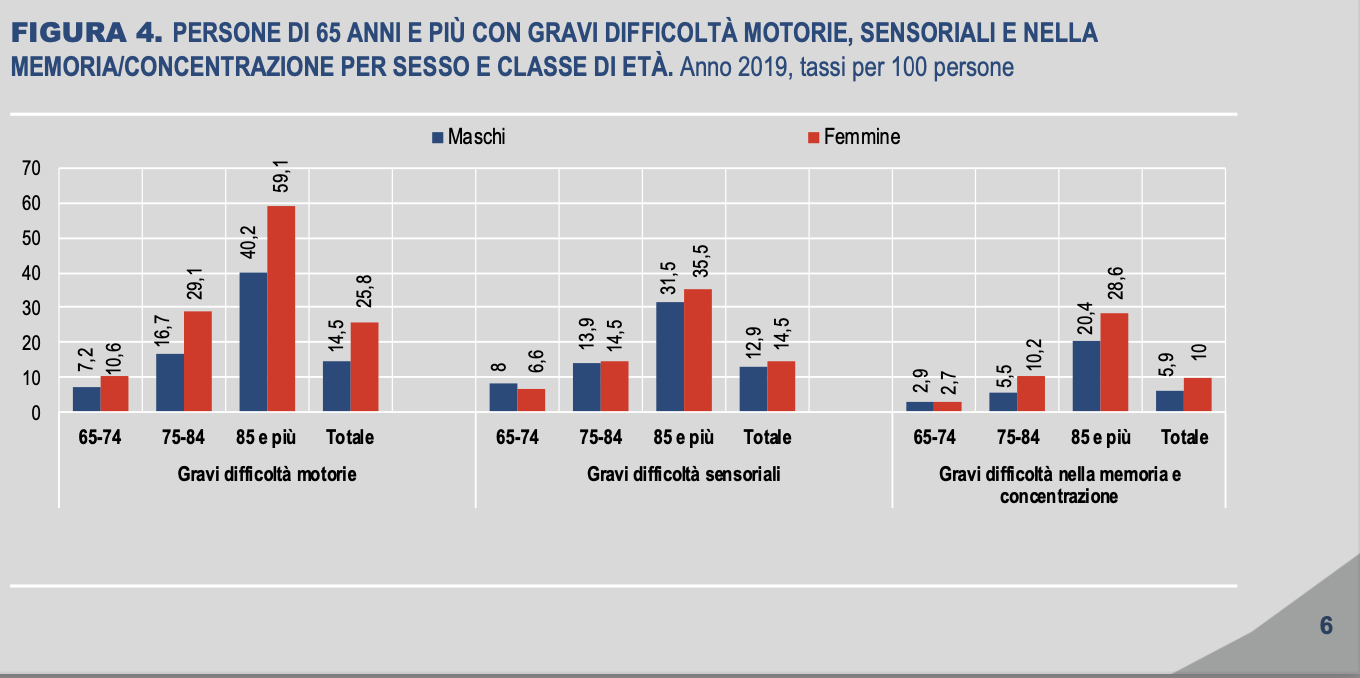 FIGURA 4. PERSONE DI 65 ANNI E PIÙ CON GRAVI DIFFICOLTÀ MOTORIE, SENSORIALI E NELLA
MEMORIA/CONCENTRAZIONE PER SESSO E CLASSE DI ETÀ. Anno 2019, tassi per 100 persone
Maschi Femmine
70
60
50
40
30
20
10
0
7,2 10,6 16,7 29,1 40,2 59,1 14,5 25,8
8 6,6 13,9 14,5 31,5 35,5 12,9 14,5
2,9 2,7 5,5 10,2 20,4 28,6 5,9 10
65-74 75-84 85 e più Totale 65-74 75-84 85 e più Totale 65-74 75-84 85 e più Totale
Gravi difficoltà motorie Gravi difficoltà sensoriali Gravi difficoltà nella memoria e
concentrazione
6